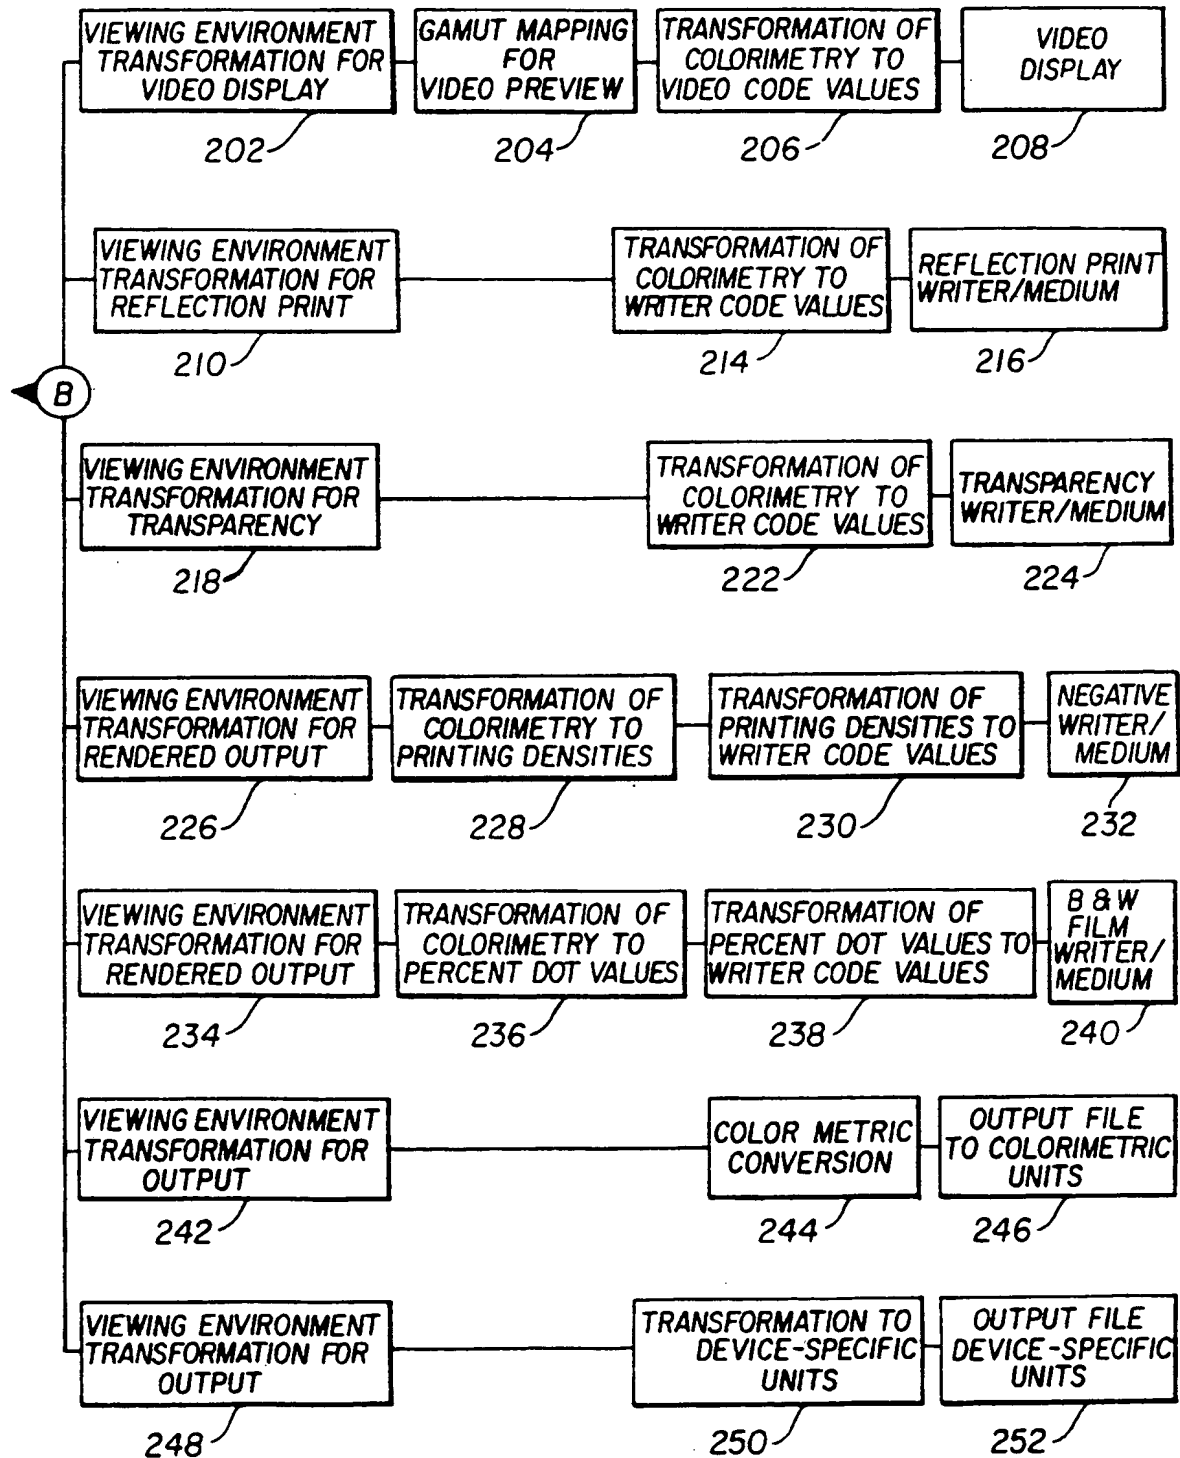 VIEWING ENVIRONMENT
TRANSFORMATION FOR
VIDEO DISPLAY
202
GAMUT MAPPING
FOR
VIDEO PREVIEW
204
TRANSFORMATION OF
COLORIMETRY TO
VIDEO CODE VALUES
206
VIDEO
DISPLAY
208
VIEWING ENVIRONMENT
TRANSFORMATION FOR
REFLECTION PRINT
210
TRANSFORMATION OF
COLORIMETRY TO
WRITER CODE VALUES
214
REFLECTION PRINT
WRITER/MEDIUM
216
B
VIEWING ENVIRONMENT
TRANSFORMATION FOR
TRANSPARENCY
218
TRANSFORMATION OF
COLORIMETRY TO
WRITER CODE VALUES
222
TRANSPARENCY
WRITER/MEDIUM
224
VIEWING ENVIRONMENT
TRANSFORMATION FOR
RENDERED OUTPUT
226
TRANSFORMATION OF
COLORIMETRY TO
PRINTING DENSITIES
228
TRANSFORMATION OF
PRINTING DENSITIES TO
WRITER CODE VALUES
230
NEGATIVE
WRITER/
MEDIUM
232
VIEWING ENVIRONMENT
TRANSFORMATION FOR
RENDERED OUTPUT
234
TRANSFORMATION OF
COLORIMETRY TO
PERCENT DOT VALUES
236
TRANSFORMATION OF
PERCENT DOT VALUES TO
WRITER CODE VALUES
238
B & W
FILM
WRITER/
MEDIUM
240
VIEWING ENVIRONMENT
TRANSFORMATION FOR
OUTPUT
242
COLOR METRIC
CONVERSION
244
OUTPUT FILE
TO COLORIMETRIC
UNITS
246
VIEWING ENVIRONMENT
TRANSFORMATION FOR
OUTPUT
248
TRANSFORMATION TO
DEVICE-SPECIFIC
UNITS
250
OUTPUT FILE
DEVICE-SPECIFIC
UNITS
252